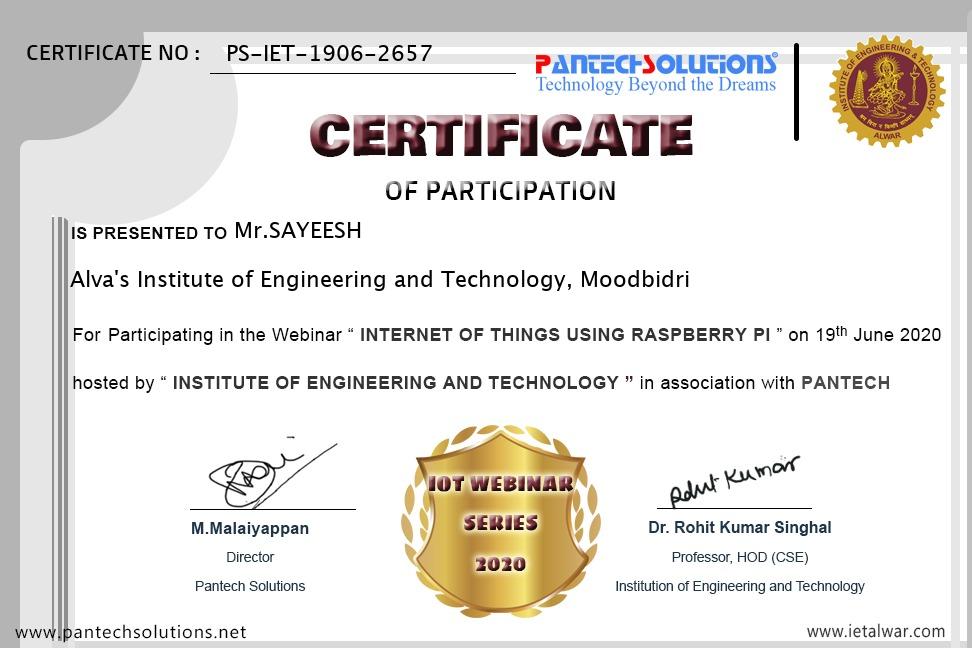 CERTIFICATE NO : PS-IET-1906-2657
PANTECHSOLUTIONS
Technology Beyond the Dreams
INSTITUTE OF ENGINEERING & TECHNOLOGY
ALWAR
CERTIFICATE
OF PARTICIPATION
IS PRESENTED TO Mr.SAYEESH
Alva's Institute of Engineering and Technology, Moodbidri
For Participating in the Webinar “ INTERNET OF THINGS USING RASPBERRY PI ” on 19th June 2020
hosted by “ INSTITUTE OF ENGINEERING AND TECHNOLOGY ” in association with PANTECH
IOT WEBINAR
SERIES
2020
M.Malaiyappan
Director
Pantech Solutions
Rohit Kumar
Dr. Rohit Kumar Singhal
Professor, HOD (CSE)
Institution of Engineering and Technology
www.pantechsolutions.net
www.ietalwar.com